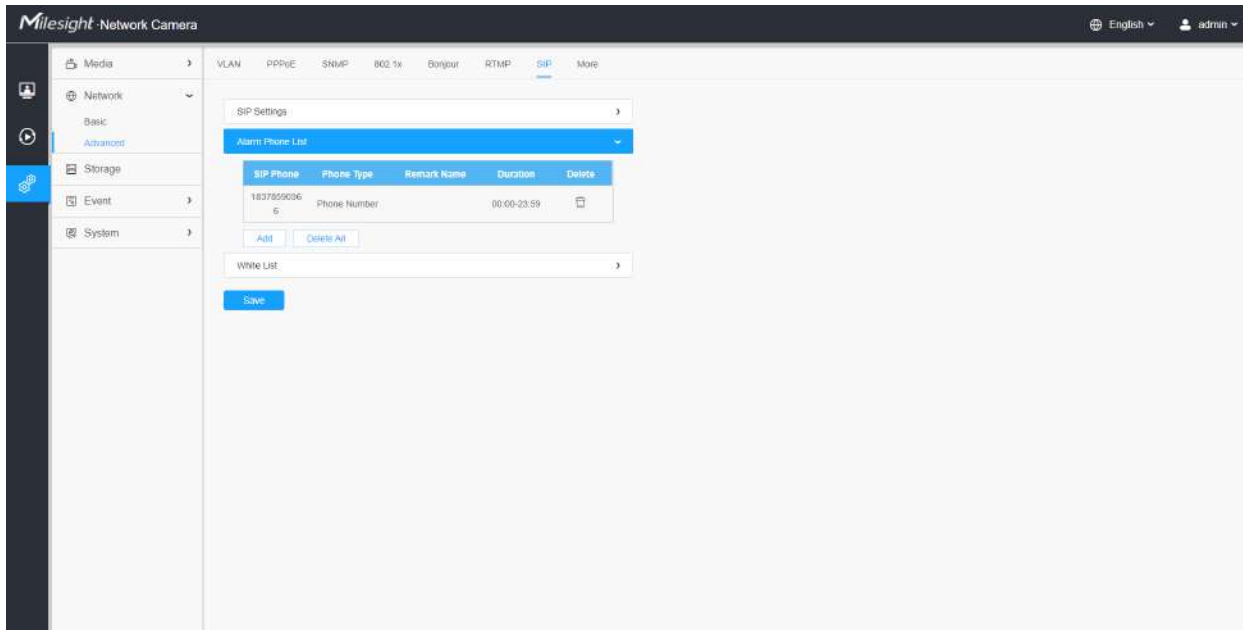 Milesight -Network Camera
English
admin
Media
Network
Basic
Advanced
Storage
Event
System
VLAN PPPoE SNMP 802.1x Bonjour RTMP SIP More
SIP Settings
Alarm Phone List
SIP Phone Phone Type Remark Name Duration Delete
Phone Number 00:00-23:59
Add Delete All
White List
Save